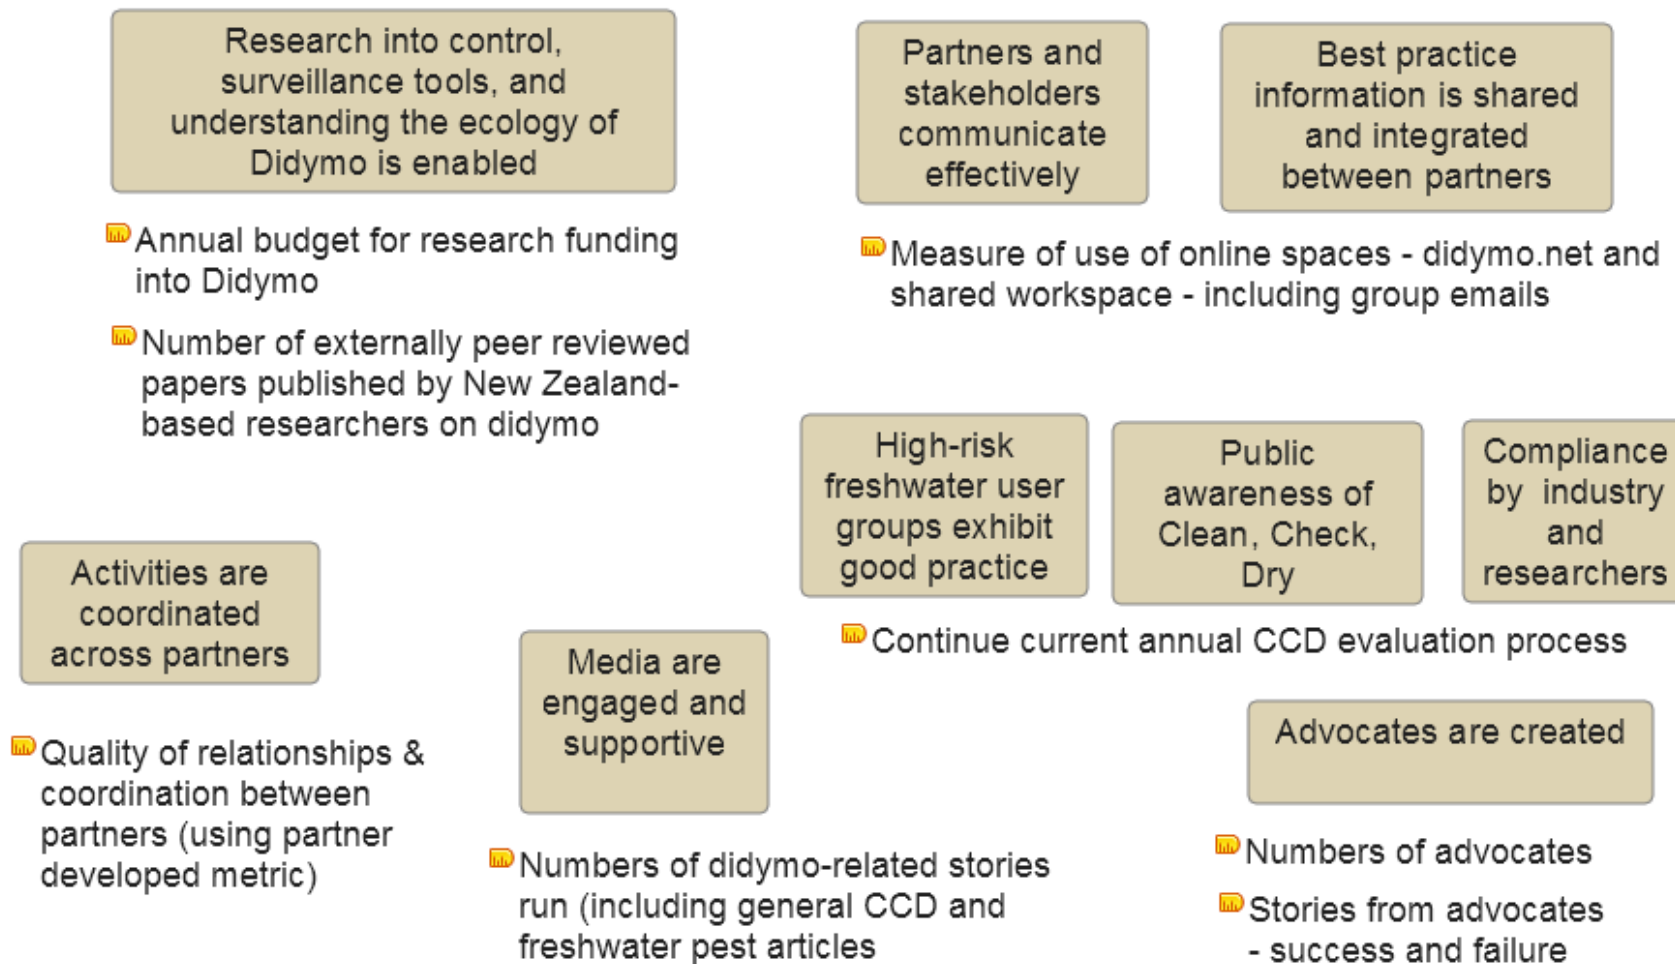 Research into control,
surveillance tools, and
understanding the ecology of
Didymo is enabled
Annual budget for research funding
into Didymo
Number of externally peer reviewed
papers published by New Zealand-
based researchers on didymo
Partners and
stakeholders
communicate
effectively
Best practice
information is shared
and integrated
between partners
Measure of use of online spaces - didymo.net and
shared workspace - including group emails
High-risk
freshwater user
groups exhibit
good practice
Public
awareness of
Clean, Check,
Dry
Compliance
by industry
and
researchers
Continue current annual CCD evaluation process
Activities are
coordinated
across partners
Quality of relationships &
coordination between
partners (using partner
developed metric)
Media are
engaged and
supportive
Numbers of didymo-related stories
run (including general CCD and
freshwater pest articles
Advocates are created
Numbers of advocates
Stories from advocates
- success and failure